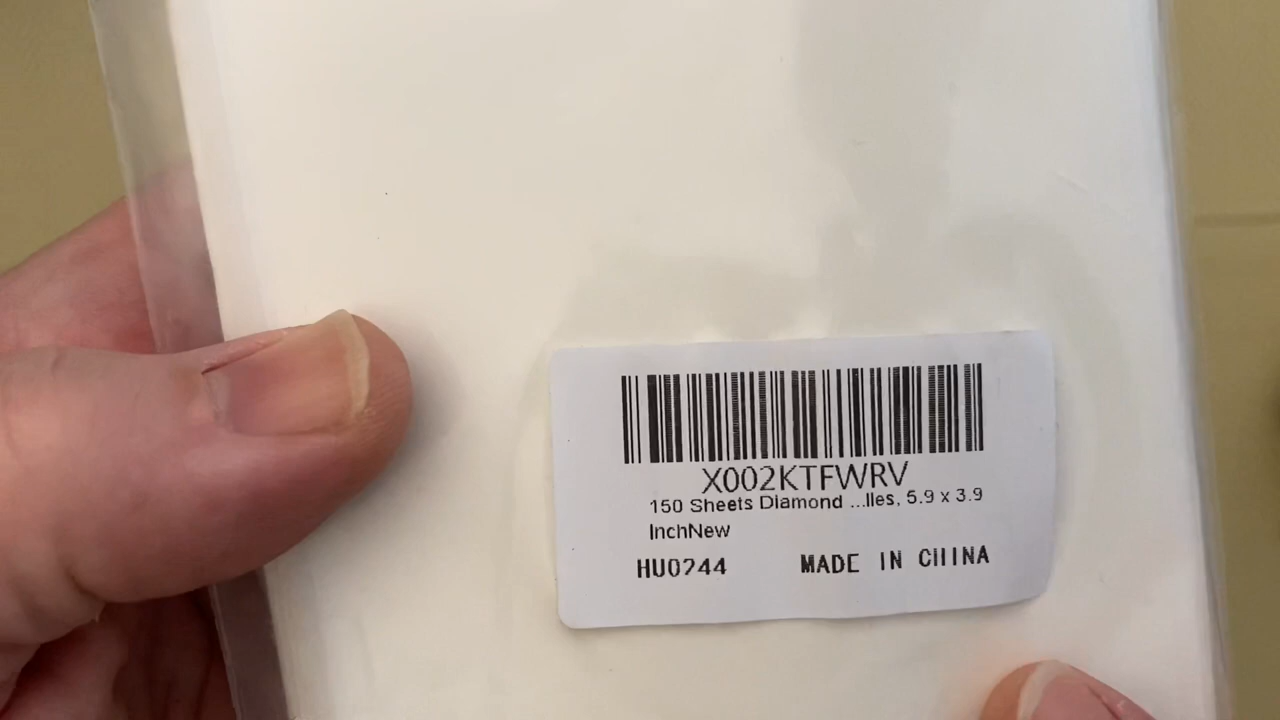 X002KTFWRV
150 Sheets Diamond ...lles, 5.9 x 3.9
InchNew
HU0244
MADE IN CHINA